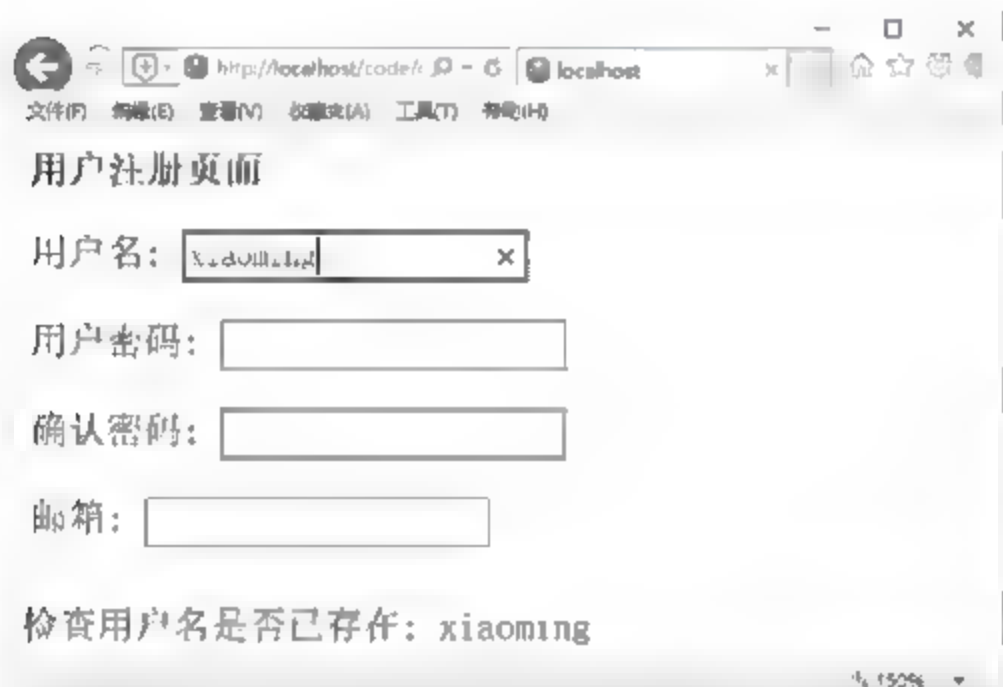 http://localhost/code/c
localhost
文件(F) 编辑(E) 查看(V) 收藏夹(A) 工具(T) 帮助(H)
用户注册页面
用户名: xiaoming
用户密码:
确认密码:
邮箱:
检查用户名是否已存在: xiaoming
150%